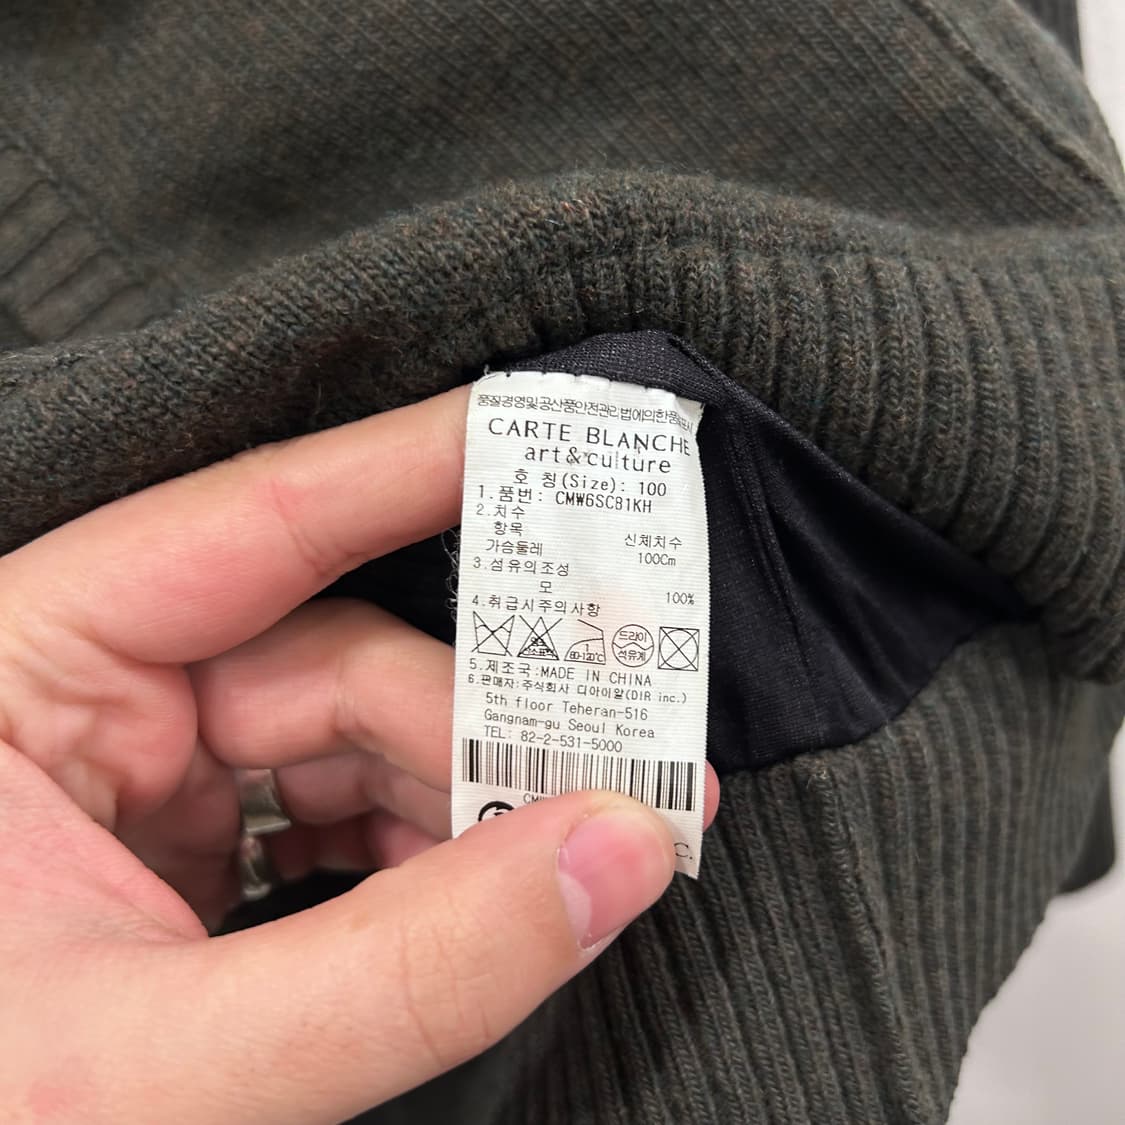 품질경영및공산품안전관리법에의한품질표시
CARTE BLANCHE
art&culture
호 칭(Size): 100
1.품번: CMW6SCB1KH
2.치수
항목 신체치수
가슴둘레 100Cm
3.섬유의조성
모 100%
4.취급시주의사항
80~120℃ 드라이 석유계
5.제조국:MADE IN CHINA
6.판매자:주식회사 디아이알(DIR inc.)
5th floor Teheran-516
Gangnam-gu Seoul Korea
TEL: 82-2-531-5000
C.